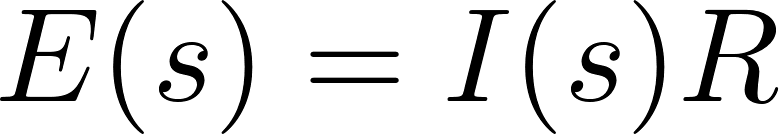 E(s) = I(s)R